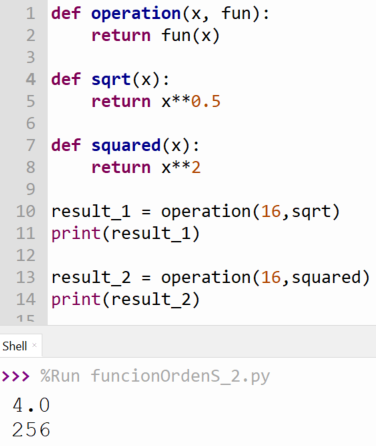 1 def operation(x, fun):
2     return fun(x)
3
4 def sqrt(x):
5     return x**0.5
6
7 def squared(x):
8     return x**2
9
10 result_1 = operation(16,sqrt)
11 print(result_1)
12
13 result_2 = operation(16,squared)
14 print(result_2)
15
Shell ×
>>> %Run funcionOrdenS_2.py
4.0
256